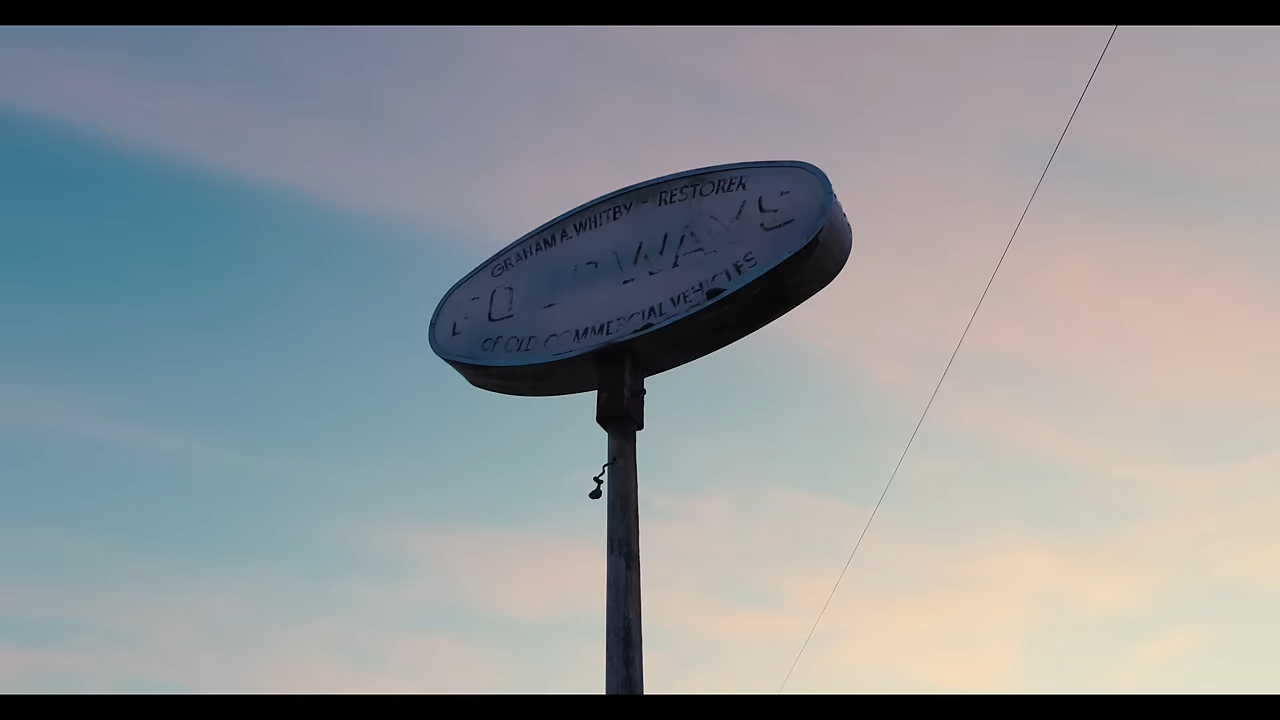 GRAHAM A. WHITBY - RESTORER
OF OLD COMMERCIAL VEHICLES